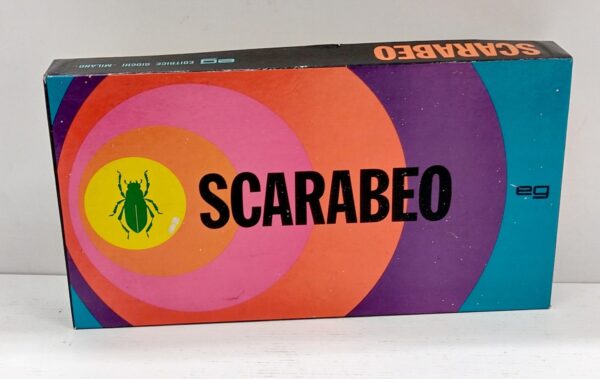 SCARABEO
eg EDITRICE GIOCHI - MILANO -
SCARABEO
eg